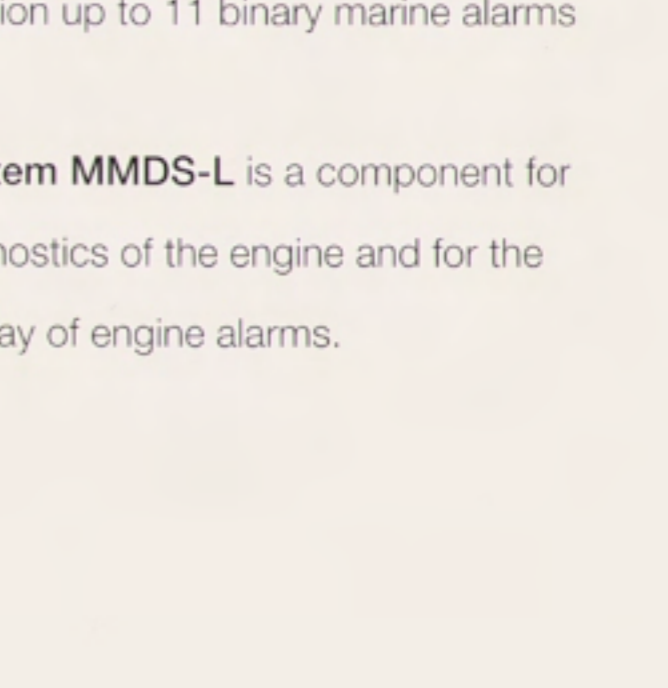 ion up to 11 binary marine alarms
tem MMDS-L is a component for
nostics of the engine and for the
ay of engine alarms.